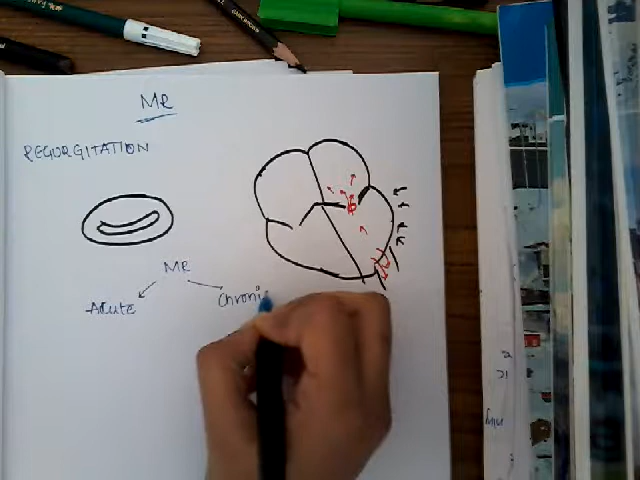 MR
REGURGITATION
MR
Acute
Chroni